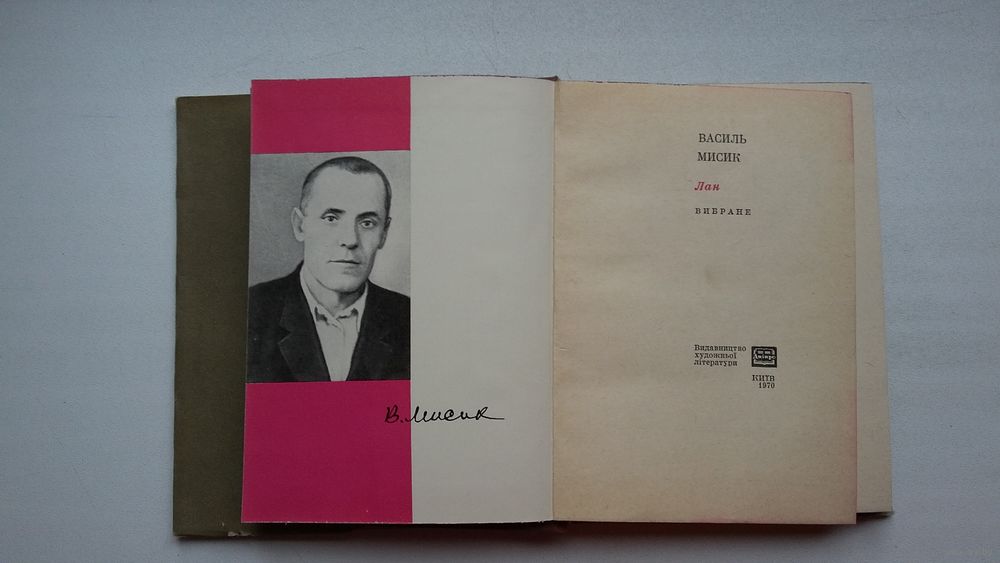 В. Мисик
ВАСИЛЬ
МИСИК
Лан
ВИБРАНЕ
Видавництво
художньої
літератури
Дніпро
КИЇВ
1970